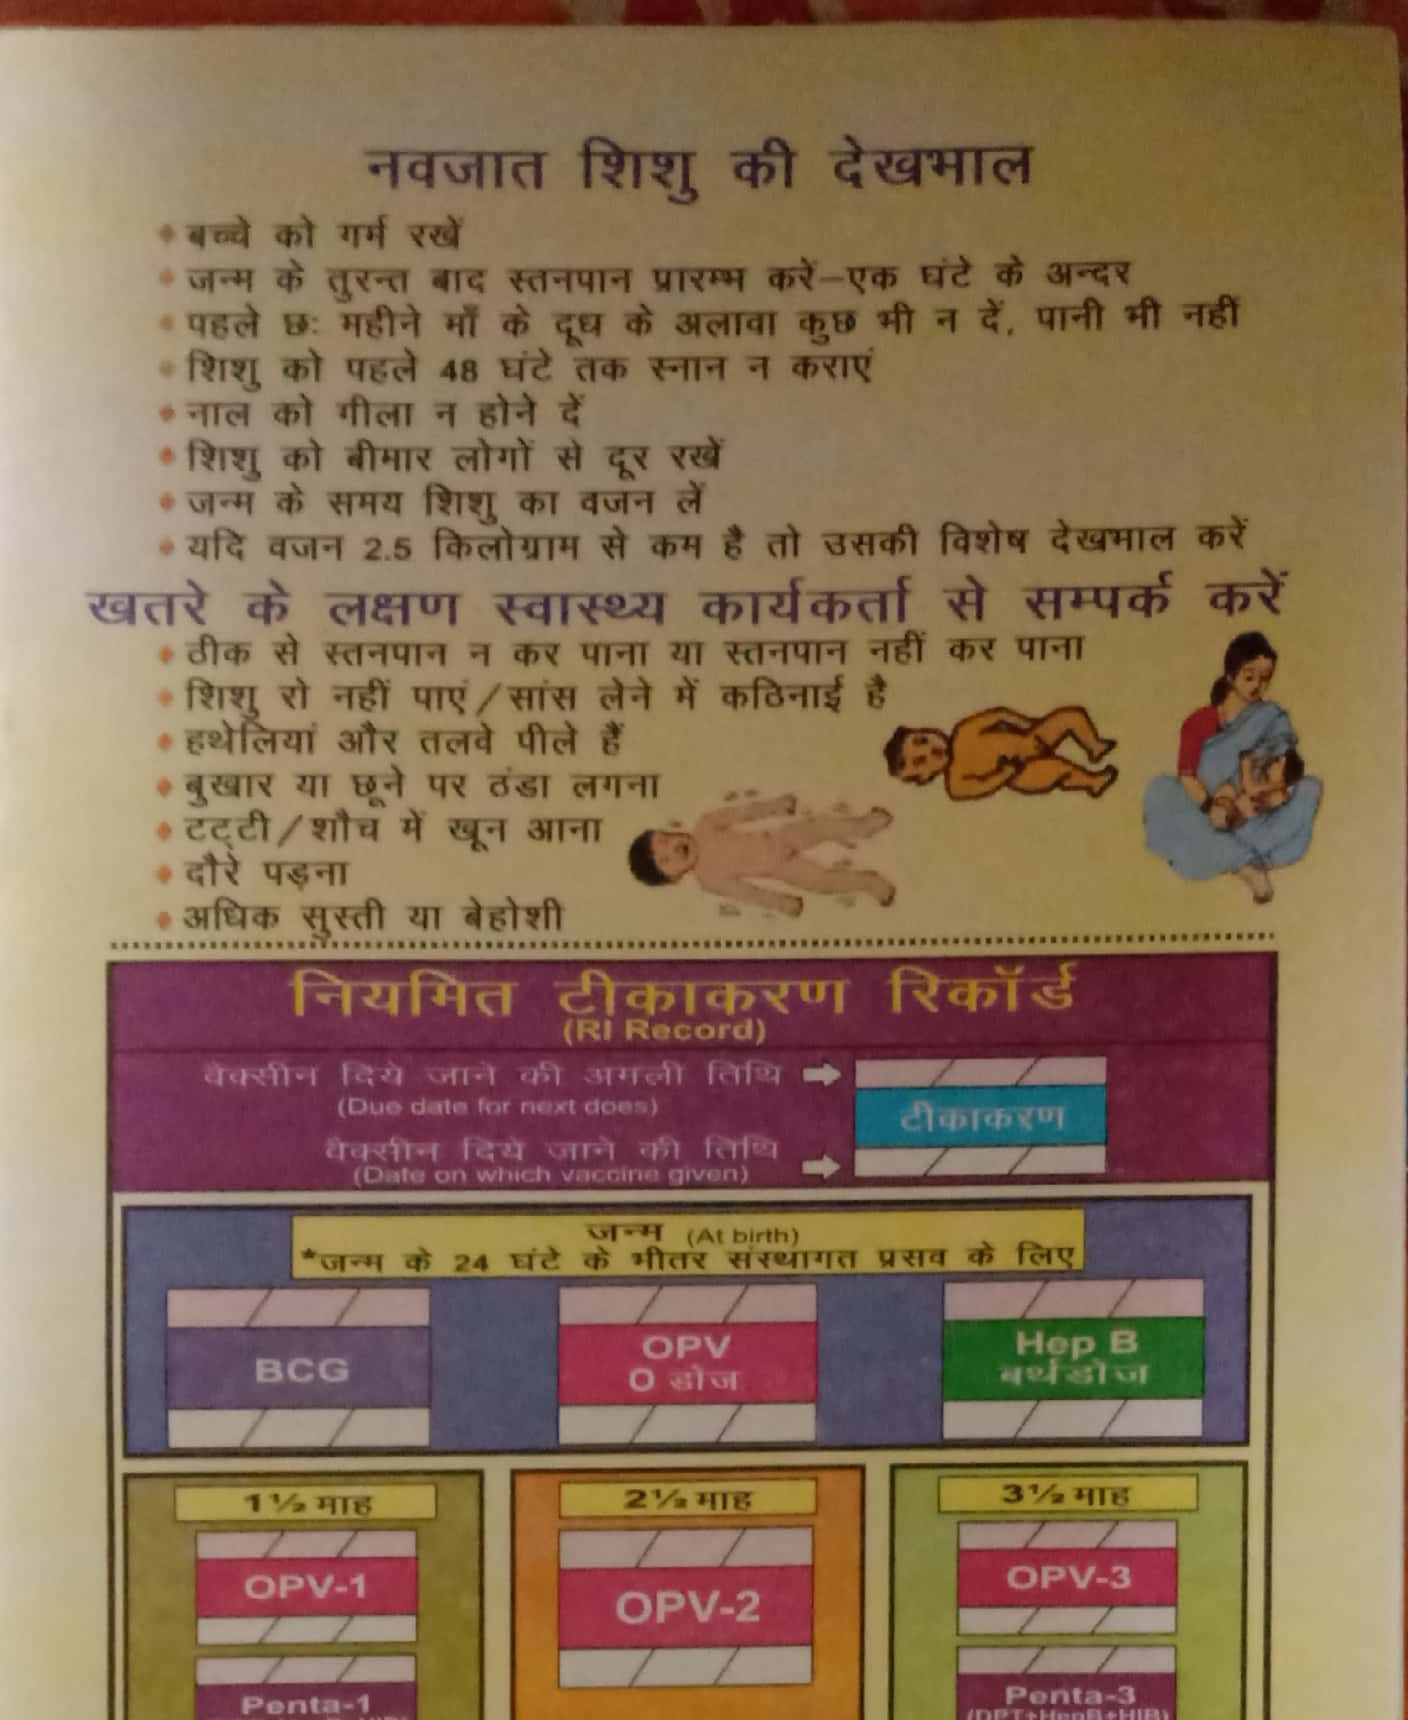 नवजात शिशु की देखभाल
बच्चे को गर्म रखें
जन्म के तुरन्त बाद स्तनपान प्रारम्भ करें–एक घंटे के अन्दर
पहले छः महीने माँ के दूध के अलावा कुछ भी न दें, पानी भी नहीं
शिशु को पहले 48 घंटे तक स्नान न कराएं
नाल को गीला न होने दें
शिशु को बीमार लोगों से दूर रखें
जन्म के समय शिशु का वजन लें
यदि वजन 2.5 किलोग्राम से कम है तो उसकी विशेष देखभाल करें
खतरे के लक्षण स्वास्थ्य कार्यकर्ता से सम्पर्क करें
ठीक से स्तनपान न कर पाना या स्तनपान नहीं कर पाना
शिशु रो नहीं पाएं/सांस लेने में कठिनाई है
हथेलियां और तलवे पीले हैं
बुखार या छूने पर ठंडा लगना
टट्टी/शौच में खून आना
दौरे पड़ना
अधिक सुस्ती या बेहोशी
नियमित टीकाकरण रिकॉर्ड
(RI Record)
वैक्सीन दिये जाने की अगली तिथि
(Due date for next does)
टीकाकरण
वैक्सीन दिये जाने की तिथि
(Date on which vaccine given)
जन्म (At birth)
*जन्म के 24 घंटे के भीतर संस्थागत प्रसव के लिए
BCG
OPV
0 डोज
Hep B
बर्थडोज
1½ माह
2½ माह
3½ माह
OPV-1
OPV-2
OPV-3
Penta-1
Penta-3
(DPT+HepB+HIB)